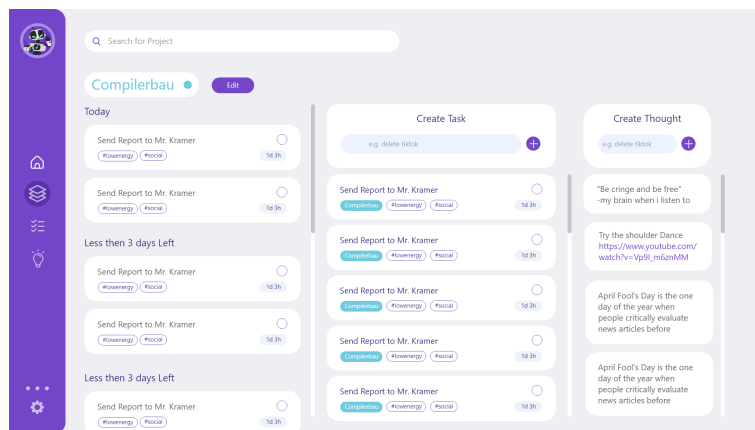 Search for Project
Compilerbau
Edit
Today
Send Report to Mr. Kramer
#lowenergy #social
1d 3h
Send Report to Mr. Kramer
#lowenergy #social
1d 3h
Less then 3 days Left
Send Report to Mr. Kramer
#lowenergy #social
1d 3h
Send Report to Mr. Kramer
#lowenergy #social
1d 3h
Less then 3 days Left
Send Report to Mr. Kramer
#lowenergy #social
1d 3h
Create Task
e.g. delete tiktok
Send Report to Mr. Kramer
Compilerbau #lowenergy #social
1d 3h
Send Report to Mr. Kramer
Compilerbau #lowenergy #social
1d 3h
Send Report to Mr. Kramer
Compilerbau #lowenergy #social
1d 3h
Send Report to Mr. Kramer
Compilerbau #lowenergy #social
1d 3h
Send Report to Mr. Kramer
Compilerbau #lowenergy #social
1d 3h
Create Thought
e.g. delete tiktok
"Be cringe and be free"
-my brain when i listen to
Try the shoulder Dance
https://www.youtube.com/
watch?v=Vp9I_m6znMM
April Fool's Day is the one
day of the year when
people critically evaluate
news articles before
April Fool's Day is the one
day of the year when
people critically evaluate
news articles before